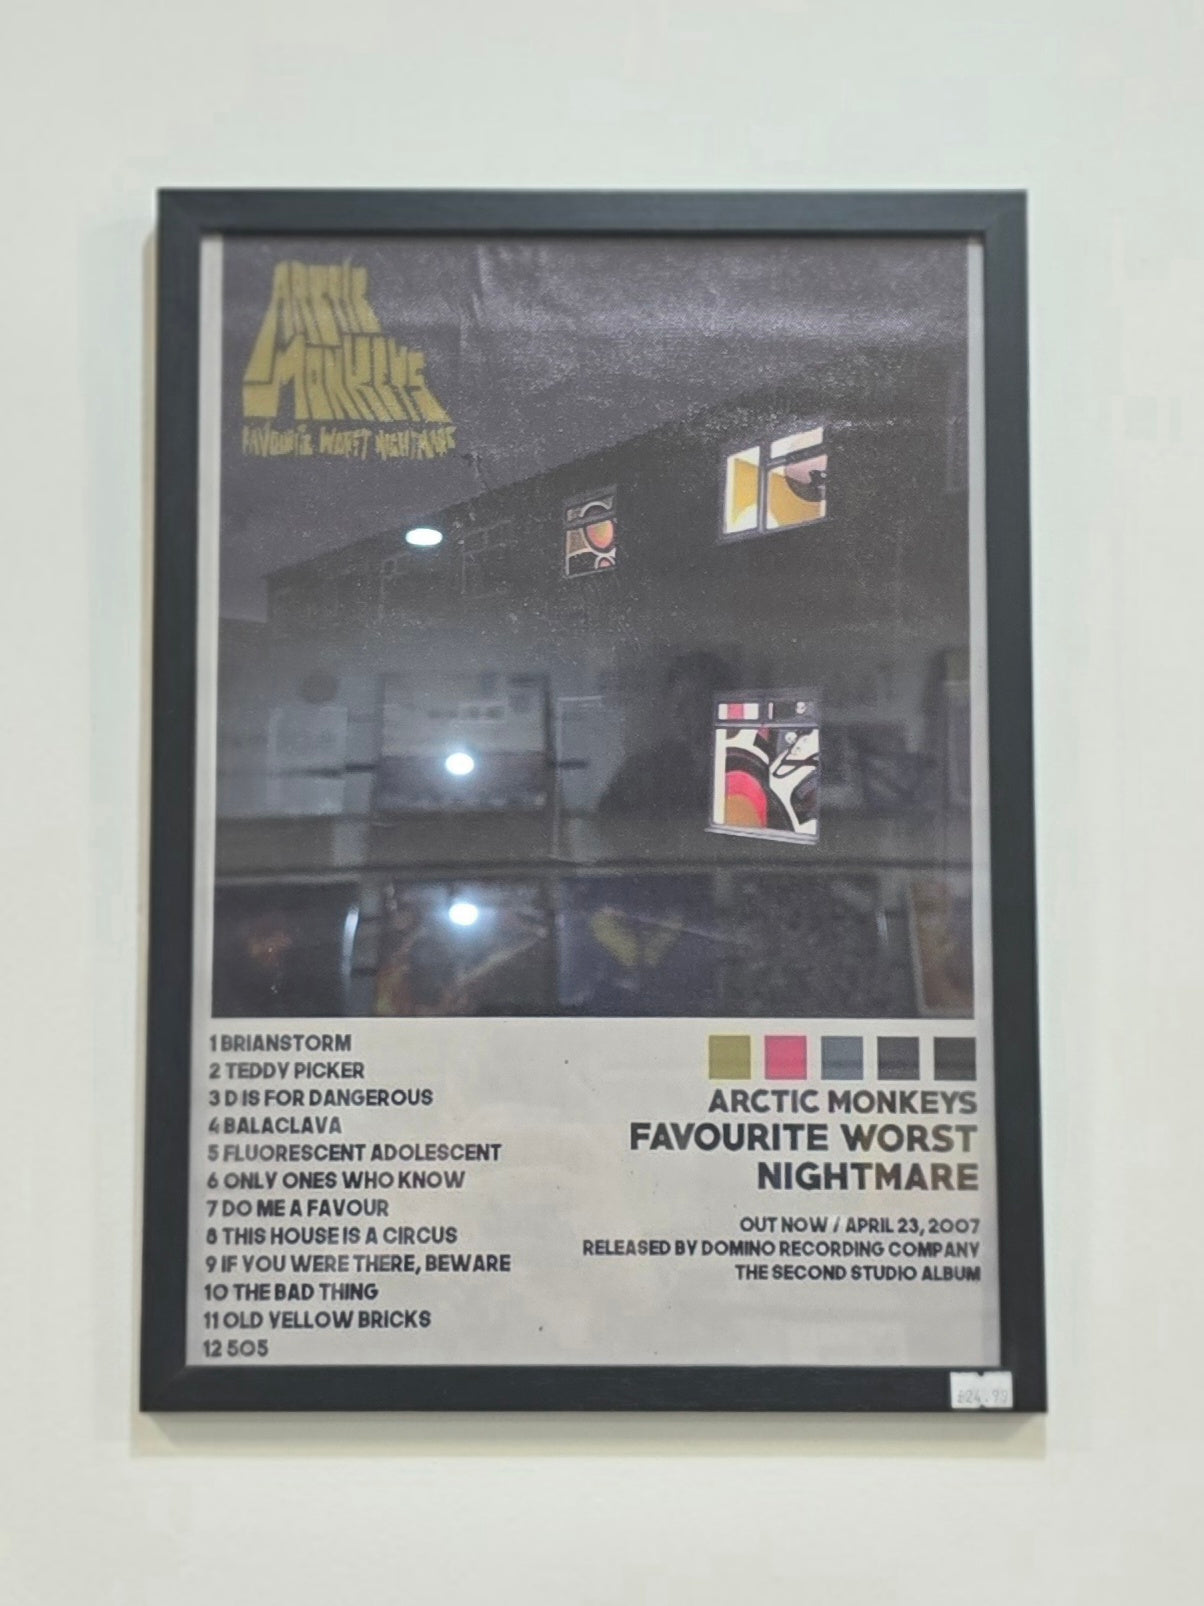 ARCTIC
MONKEYS
FAVOURITE WORST NIGHTMARE
1 BRIANSTORM
2 TEDDY PICKER
3 D IS FOR DANGEROUS
4 BALACLAVA
5 FLUORESCENT ADOLESCENT
6 ONLY ONES WHO KNOW
7 DO ME A FAVOUR
8 THIS HOUSE IS A CIRCUS
9 IF YOU WERE THERE, BEWARE
10 THE BAD THING
11 OLD YELLOW BRICKS
12 505
ARCTIC MONKEYS
FAVOURITE WORST
NIGHTMARE
OUT NOW / APRIL 23, 2007
RELEASED BY DOMINO RECORDING COMPANY
THE SECOND STUDIO ALBUM
£24.99